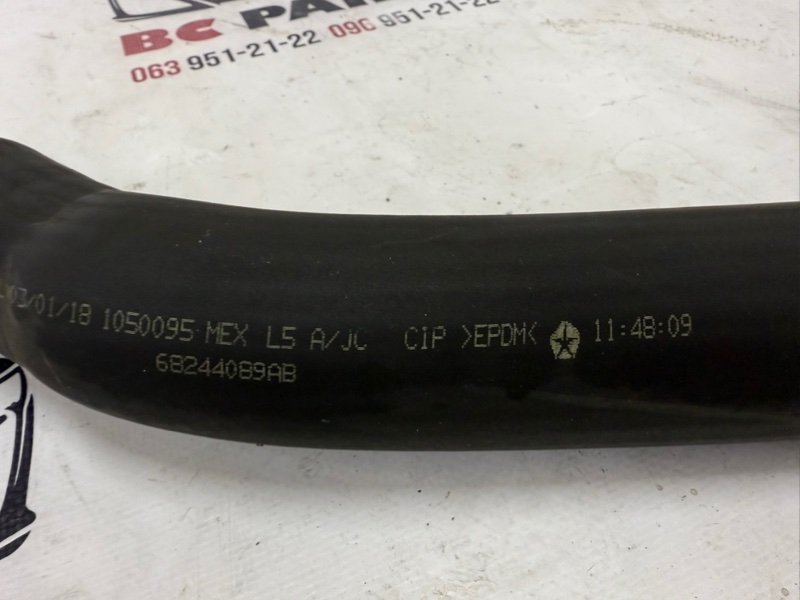 BC
063 951-21-22 096 951-21-22
03/01/18 1050095 MEX L5 A/JC CIP >EPDM< 11:48:09
68244089AB